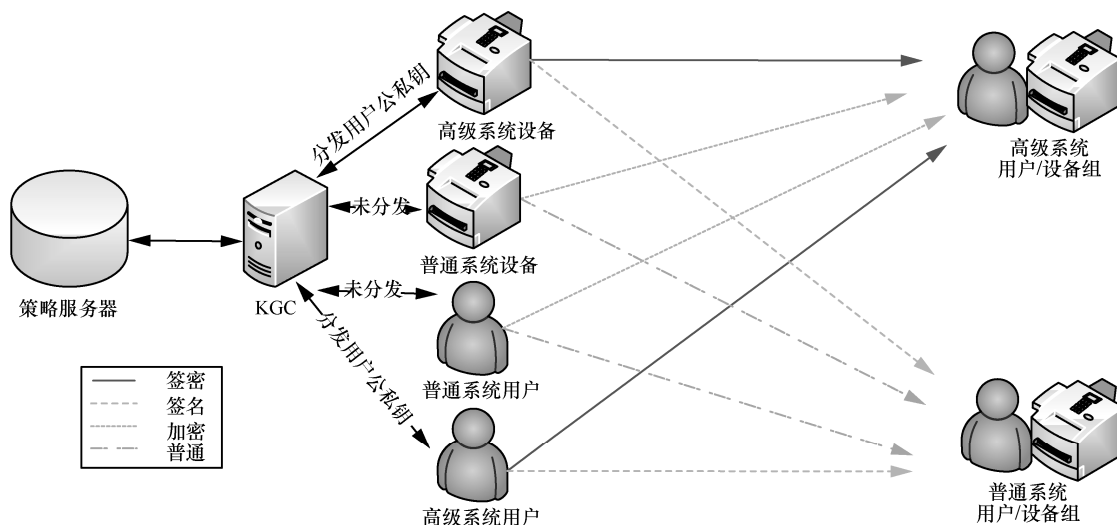 分发用户公私钥
高级系统设备
高级系统
用户/设备组
未分发
普通系统设备
策略服务器
KGC
未分发
分发用户公私钥
普通系统用户
签密
签名
加密
普通
高级系统用户
普通系统
用户/设备组